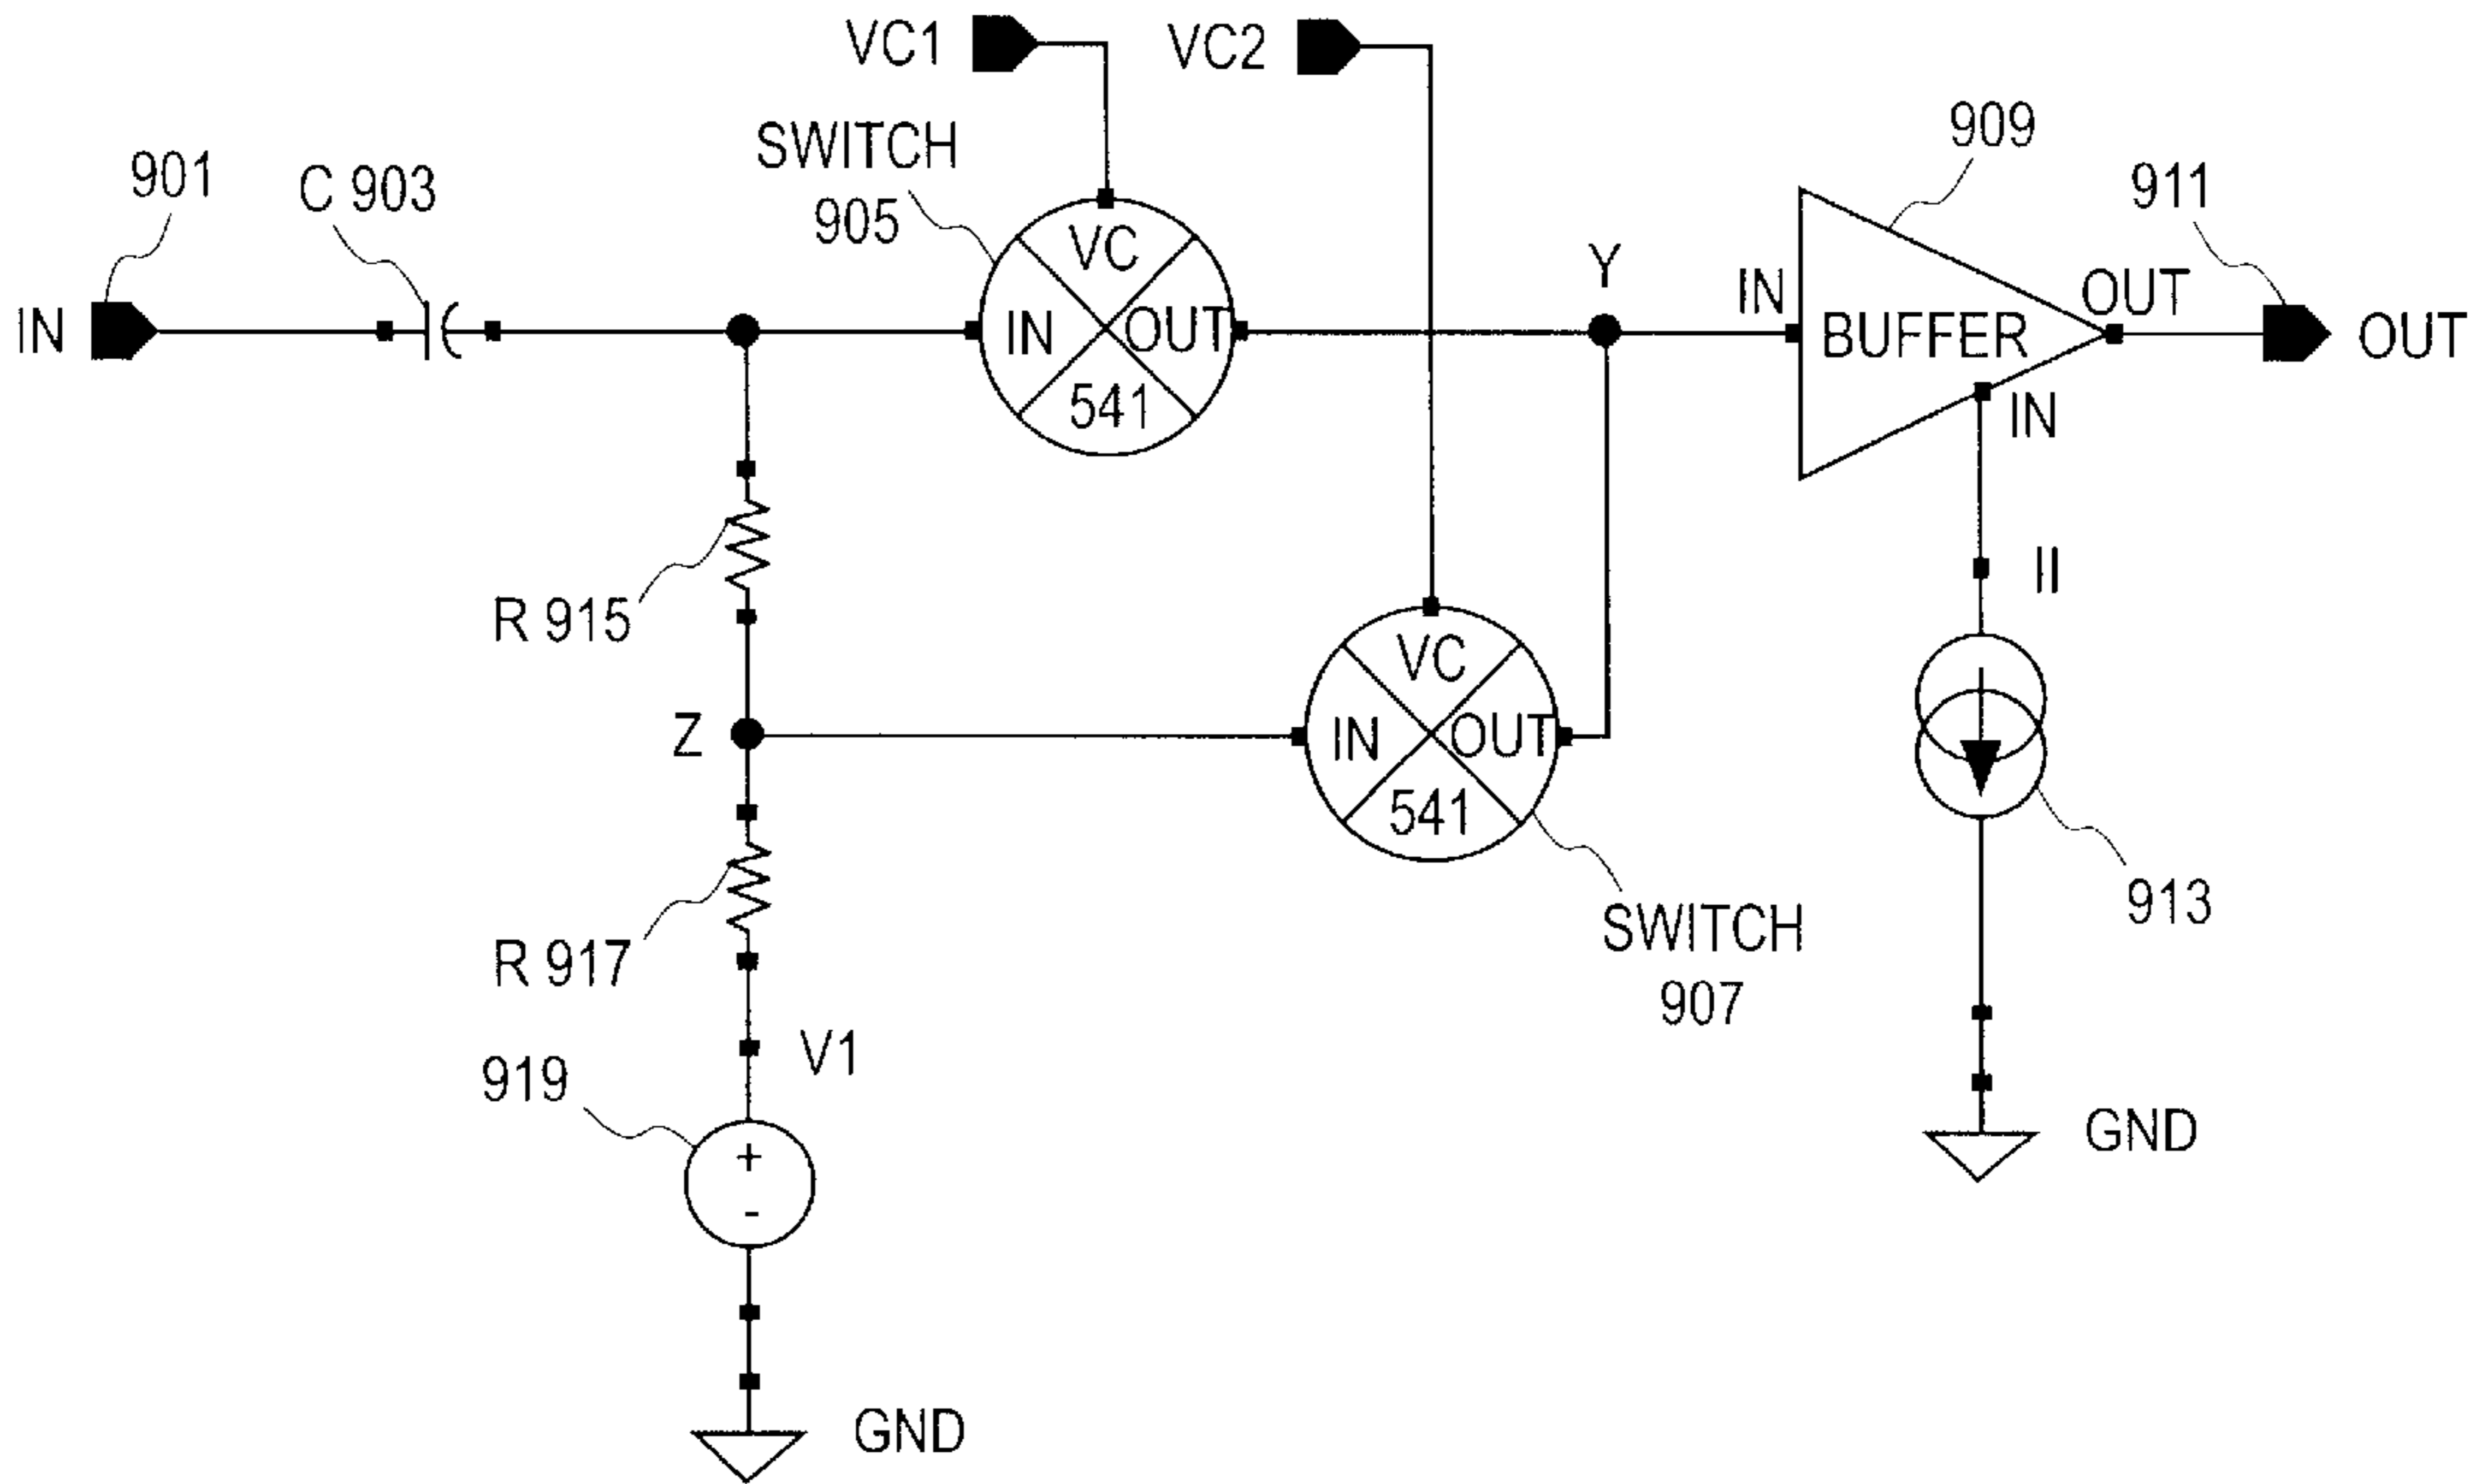 VC1
VC2
SWITCH
905
909
901
C 903
911
VC
IN
OUT
541
Y
IN
IN
BUFFER
OUT
OUT
IN
II
R 915
Z
VC
IN
OUT
541
R 917
SWITCH
907
913
919
V1
+
-
GND
GND